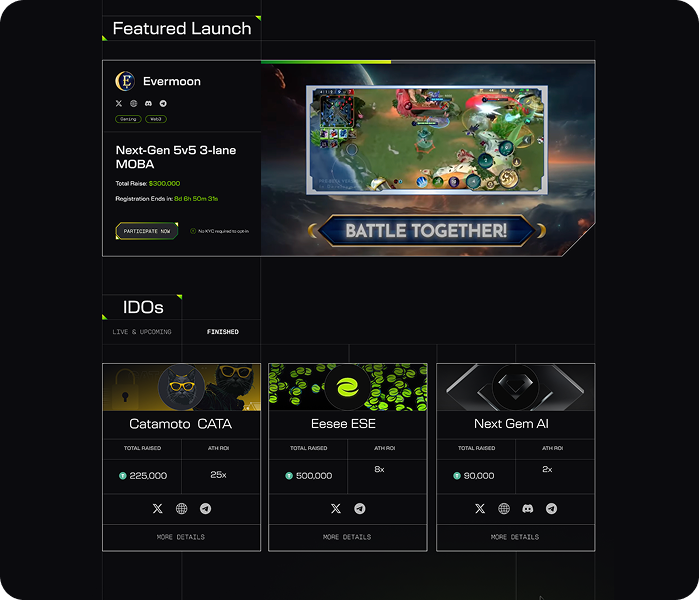 Featured Launch
Evermoon
Gaming
Web3
Next-Gen 5v5 3-lane
MOBA
Total Raise: $300,000
Registration Ends in: 8d 6h 50m 31s
PARTICIPATE NOW
No KYC required to opt-in
BATTLE TOGETHER!
IDOs
LIVE & UPCOMING
FINISHED
Catamoto CATA
TOTAL RAISED
ATH ROI
225,000
25x
MORE DETAILS
Eesee ESE
TOTAL RAISED
ATH ROI
500,000
8x
MORE DETAILS
Next Gem AI
TOTAL RAISED
ATH ROI
90,000
2x
MORE DETAILS